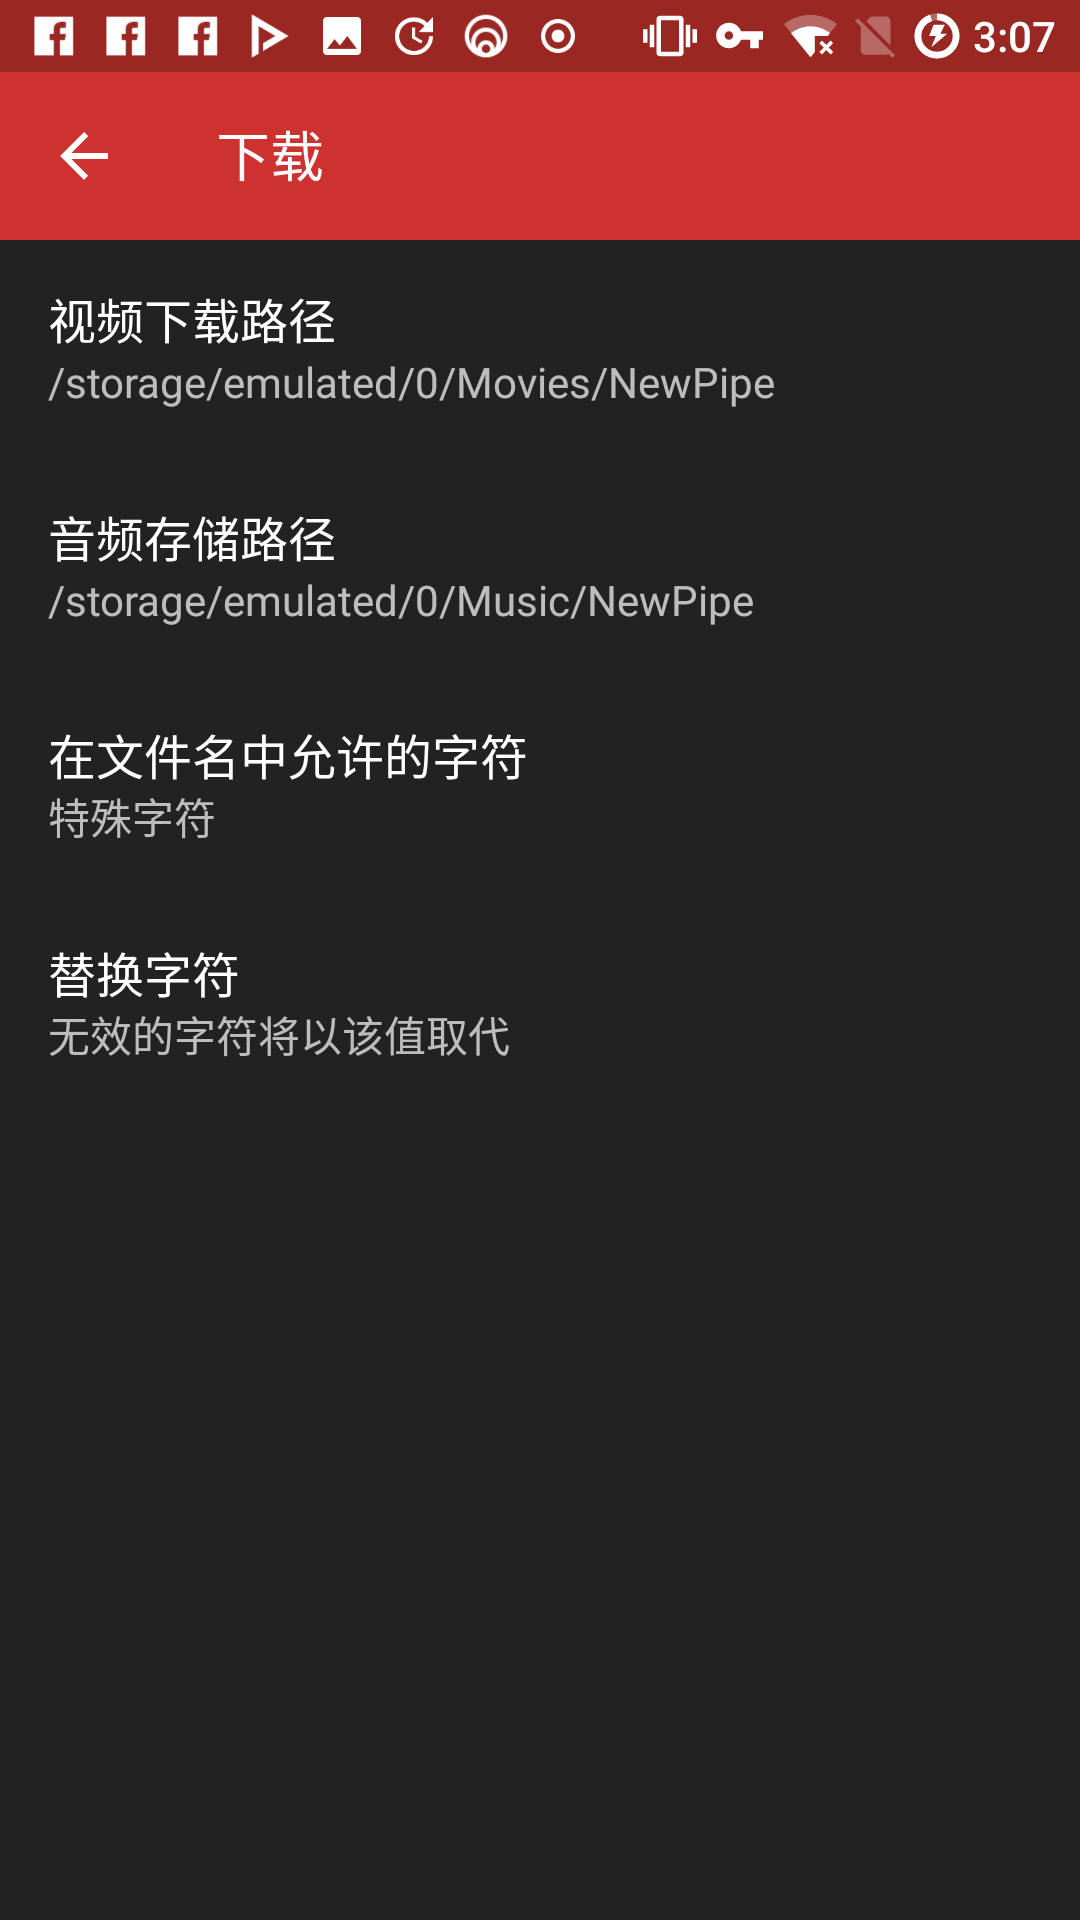 3:07
下载
视频下载路径
/storage/emulated/0/Movies/NewPipe
音频存储路径
/storage/emulated/0/Music/NewPipe
在文件名中允许的字符
特殊字符
替换字符
无效的字符将以该值取代